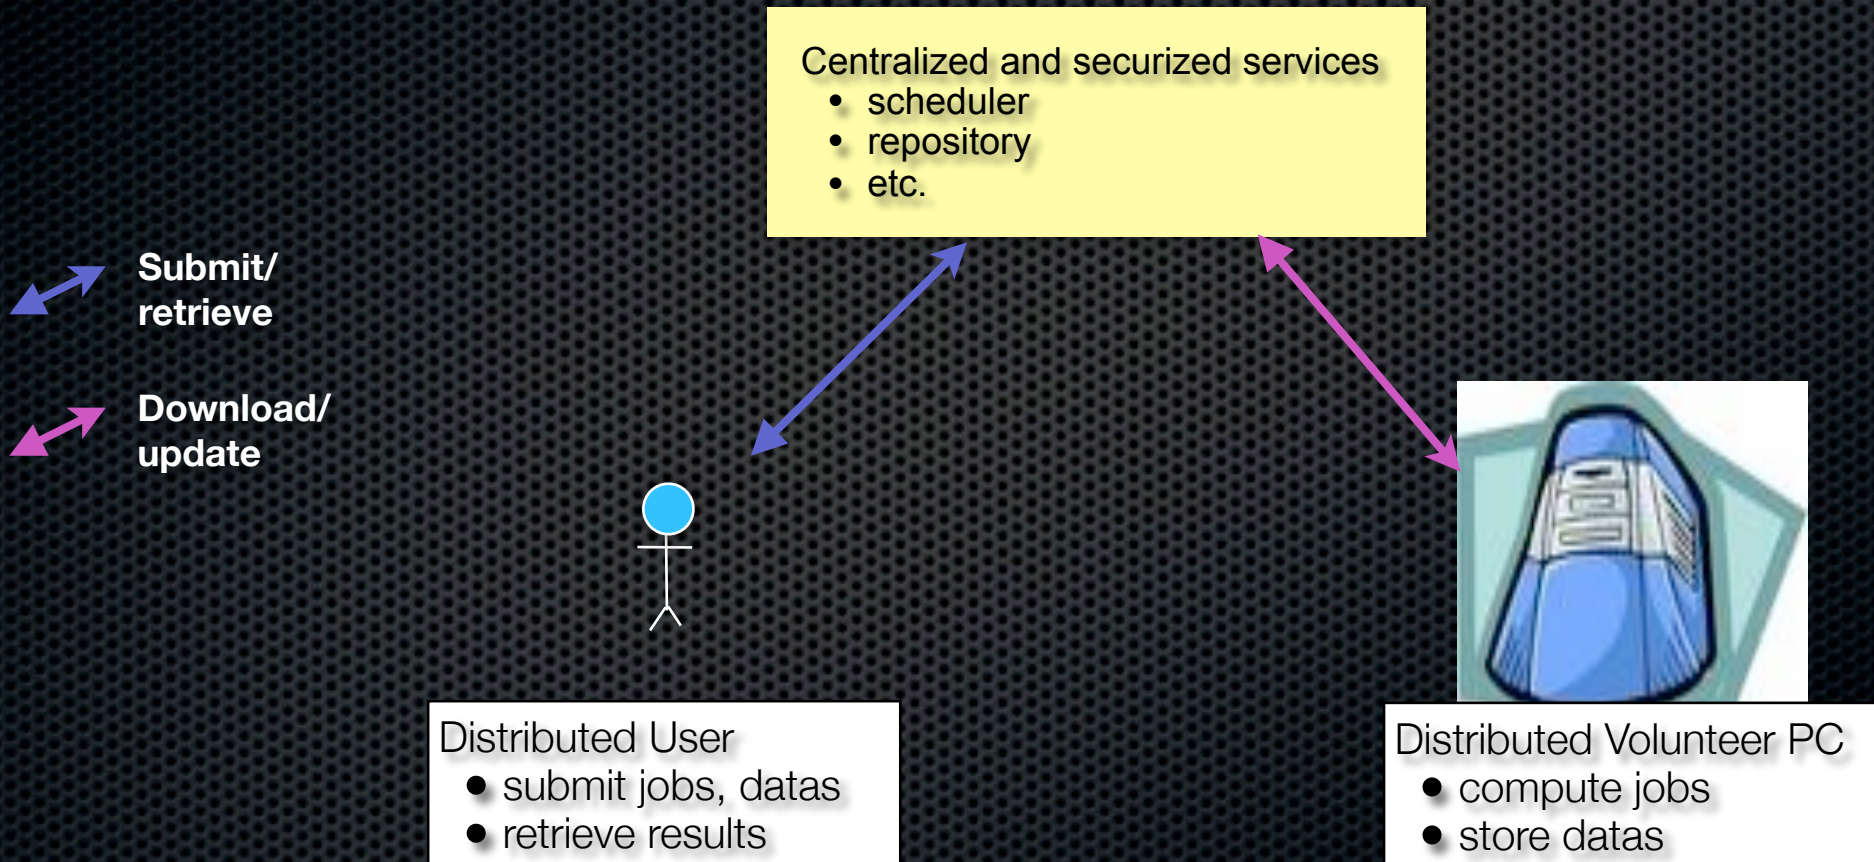 Centralized and securized services
• scheduler
• repository
• etc.
Submit/
retrieve
Download/
update
Distributed User
• submit jobs, datas
• retrieve results
Distributed Volunteer PC
• compute jobs
• store datas